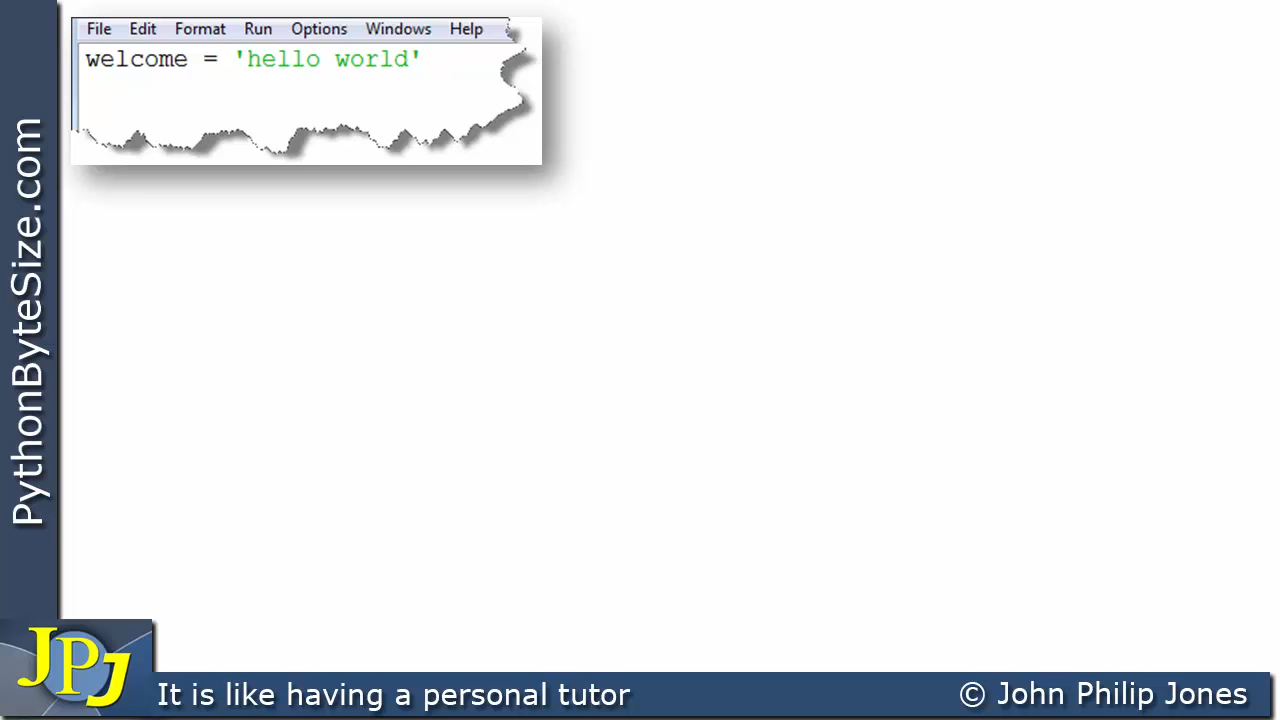 File Edit Format Run Options Windows Help
welcome = 'hello world'
PythonByteSize.com
JPJ
It is like having a personal tutor
© John Philip Jones